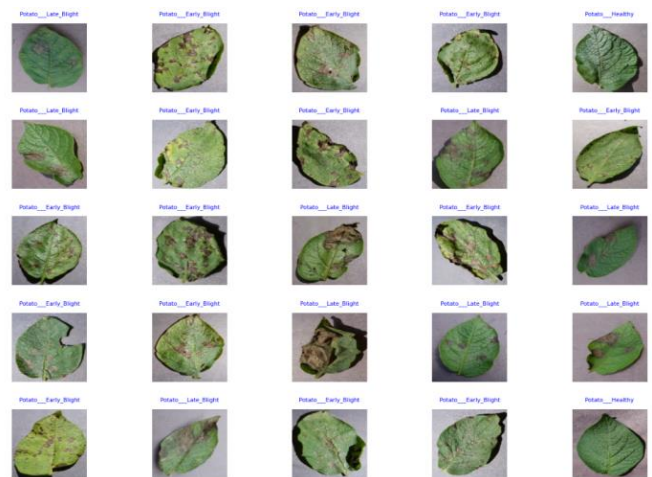 Potato___Late_Blight Potato___Early_Blight Potato___Early_Blight Potato___Early_Blight Potato___Healthy
Potato___Late_Blight Potato___Early_Blight Potato___Early_Blight Potato___Late_Blight Potato___Early_Blight
Potato___Early_Blight Potato___Early_Blight Potato___Late_Blight Potato___Early_Blight Potato___Late_Blight
Potato___Early_Blight Potato___Early_Blight Potato___Late_Blight Potato___Late_Blight Potato___Late_Blight
Potato___Early_Blight Potato___Late_Blight Potato___Early_Blight Potato___Early_Blight Potato___Healthy